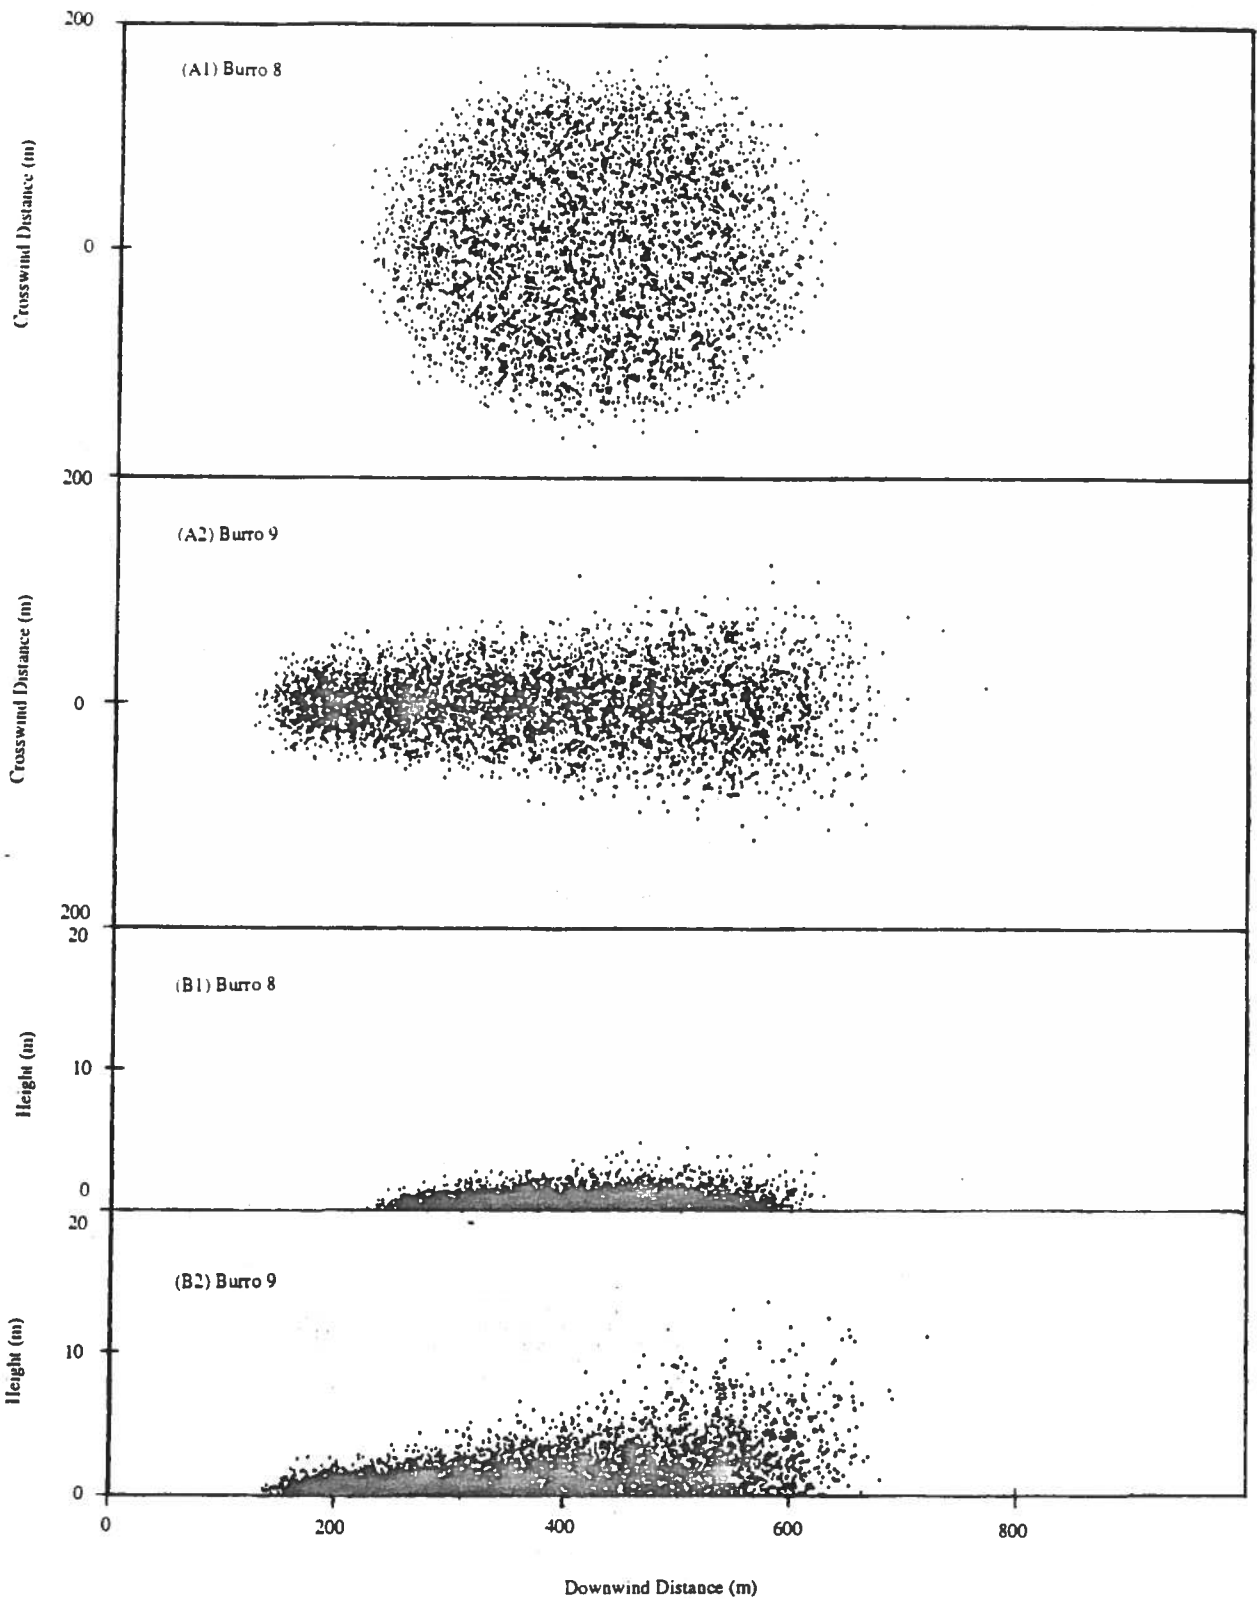 200
(A1) Burro 8
Crosswind Distance (m)
0
200
(A2) Burro 9
Crosswind Distance (m)
0
200
20
(B1) Burro 8
Height (m)
10
0
20
(B2) Burro 9
Height (m)
10
0
0 200 400 600 800
Downwind Distance (m)